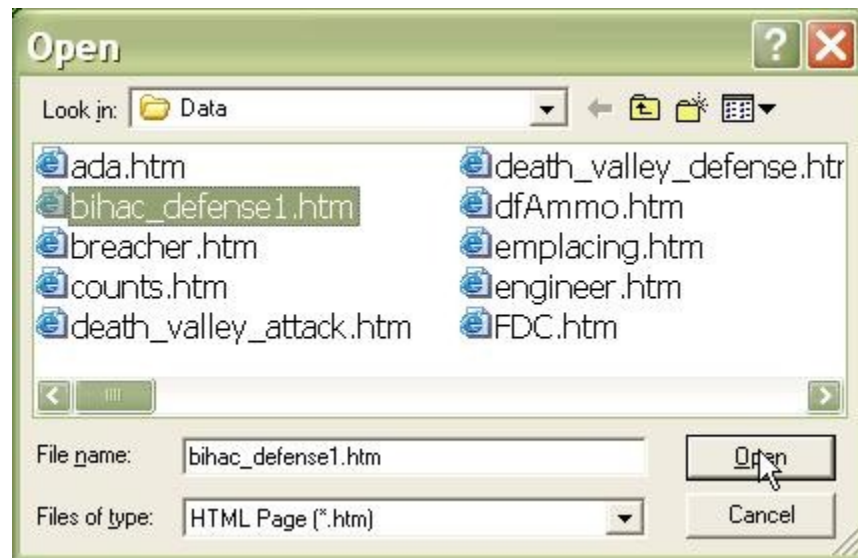 Open
Look in: Data
ada.htm
bihac_defense1.htm
breacher.htm
counts.htm
death_valley_attack.htm
death_valley_defense.htr
dfAmmo.htm
emplacing.htm
engineer.htm
FDC.htm
File name: bihac_defense1.htm Open
Files of type: HTML Page (*.htm) Cancel